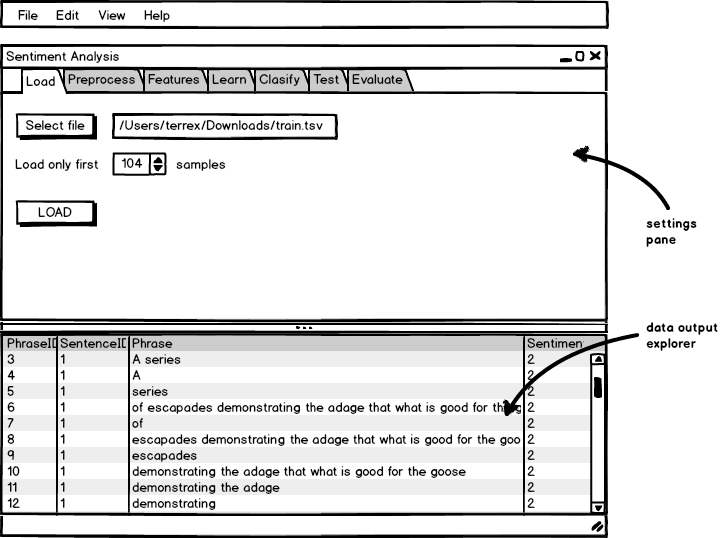 File Edit View Help
Sentiment Analysis
Load Preprocess Features Learn Clasify Test Evaluate
Select file /Users/terrex/Downloads/train.tsv
Load only first 104 samples
LOAD
settings
pane
data output
explorer
PhraseID SentenceID Phrase Sentimen
3 1 A series 2
4 1 A 2
5 1 series 2
6 1 of escapades demonstrating the adage that what is good for 2
7 1 of 2
8 1 escapades demonstrating the adage that what is good for the goo 2
9 1 escapades 2
10 1 demonstrating the adage that what is good for the goose 2
11 1 demonstrating the adage 2
12 1 demonstrating 2